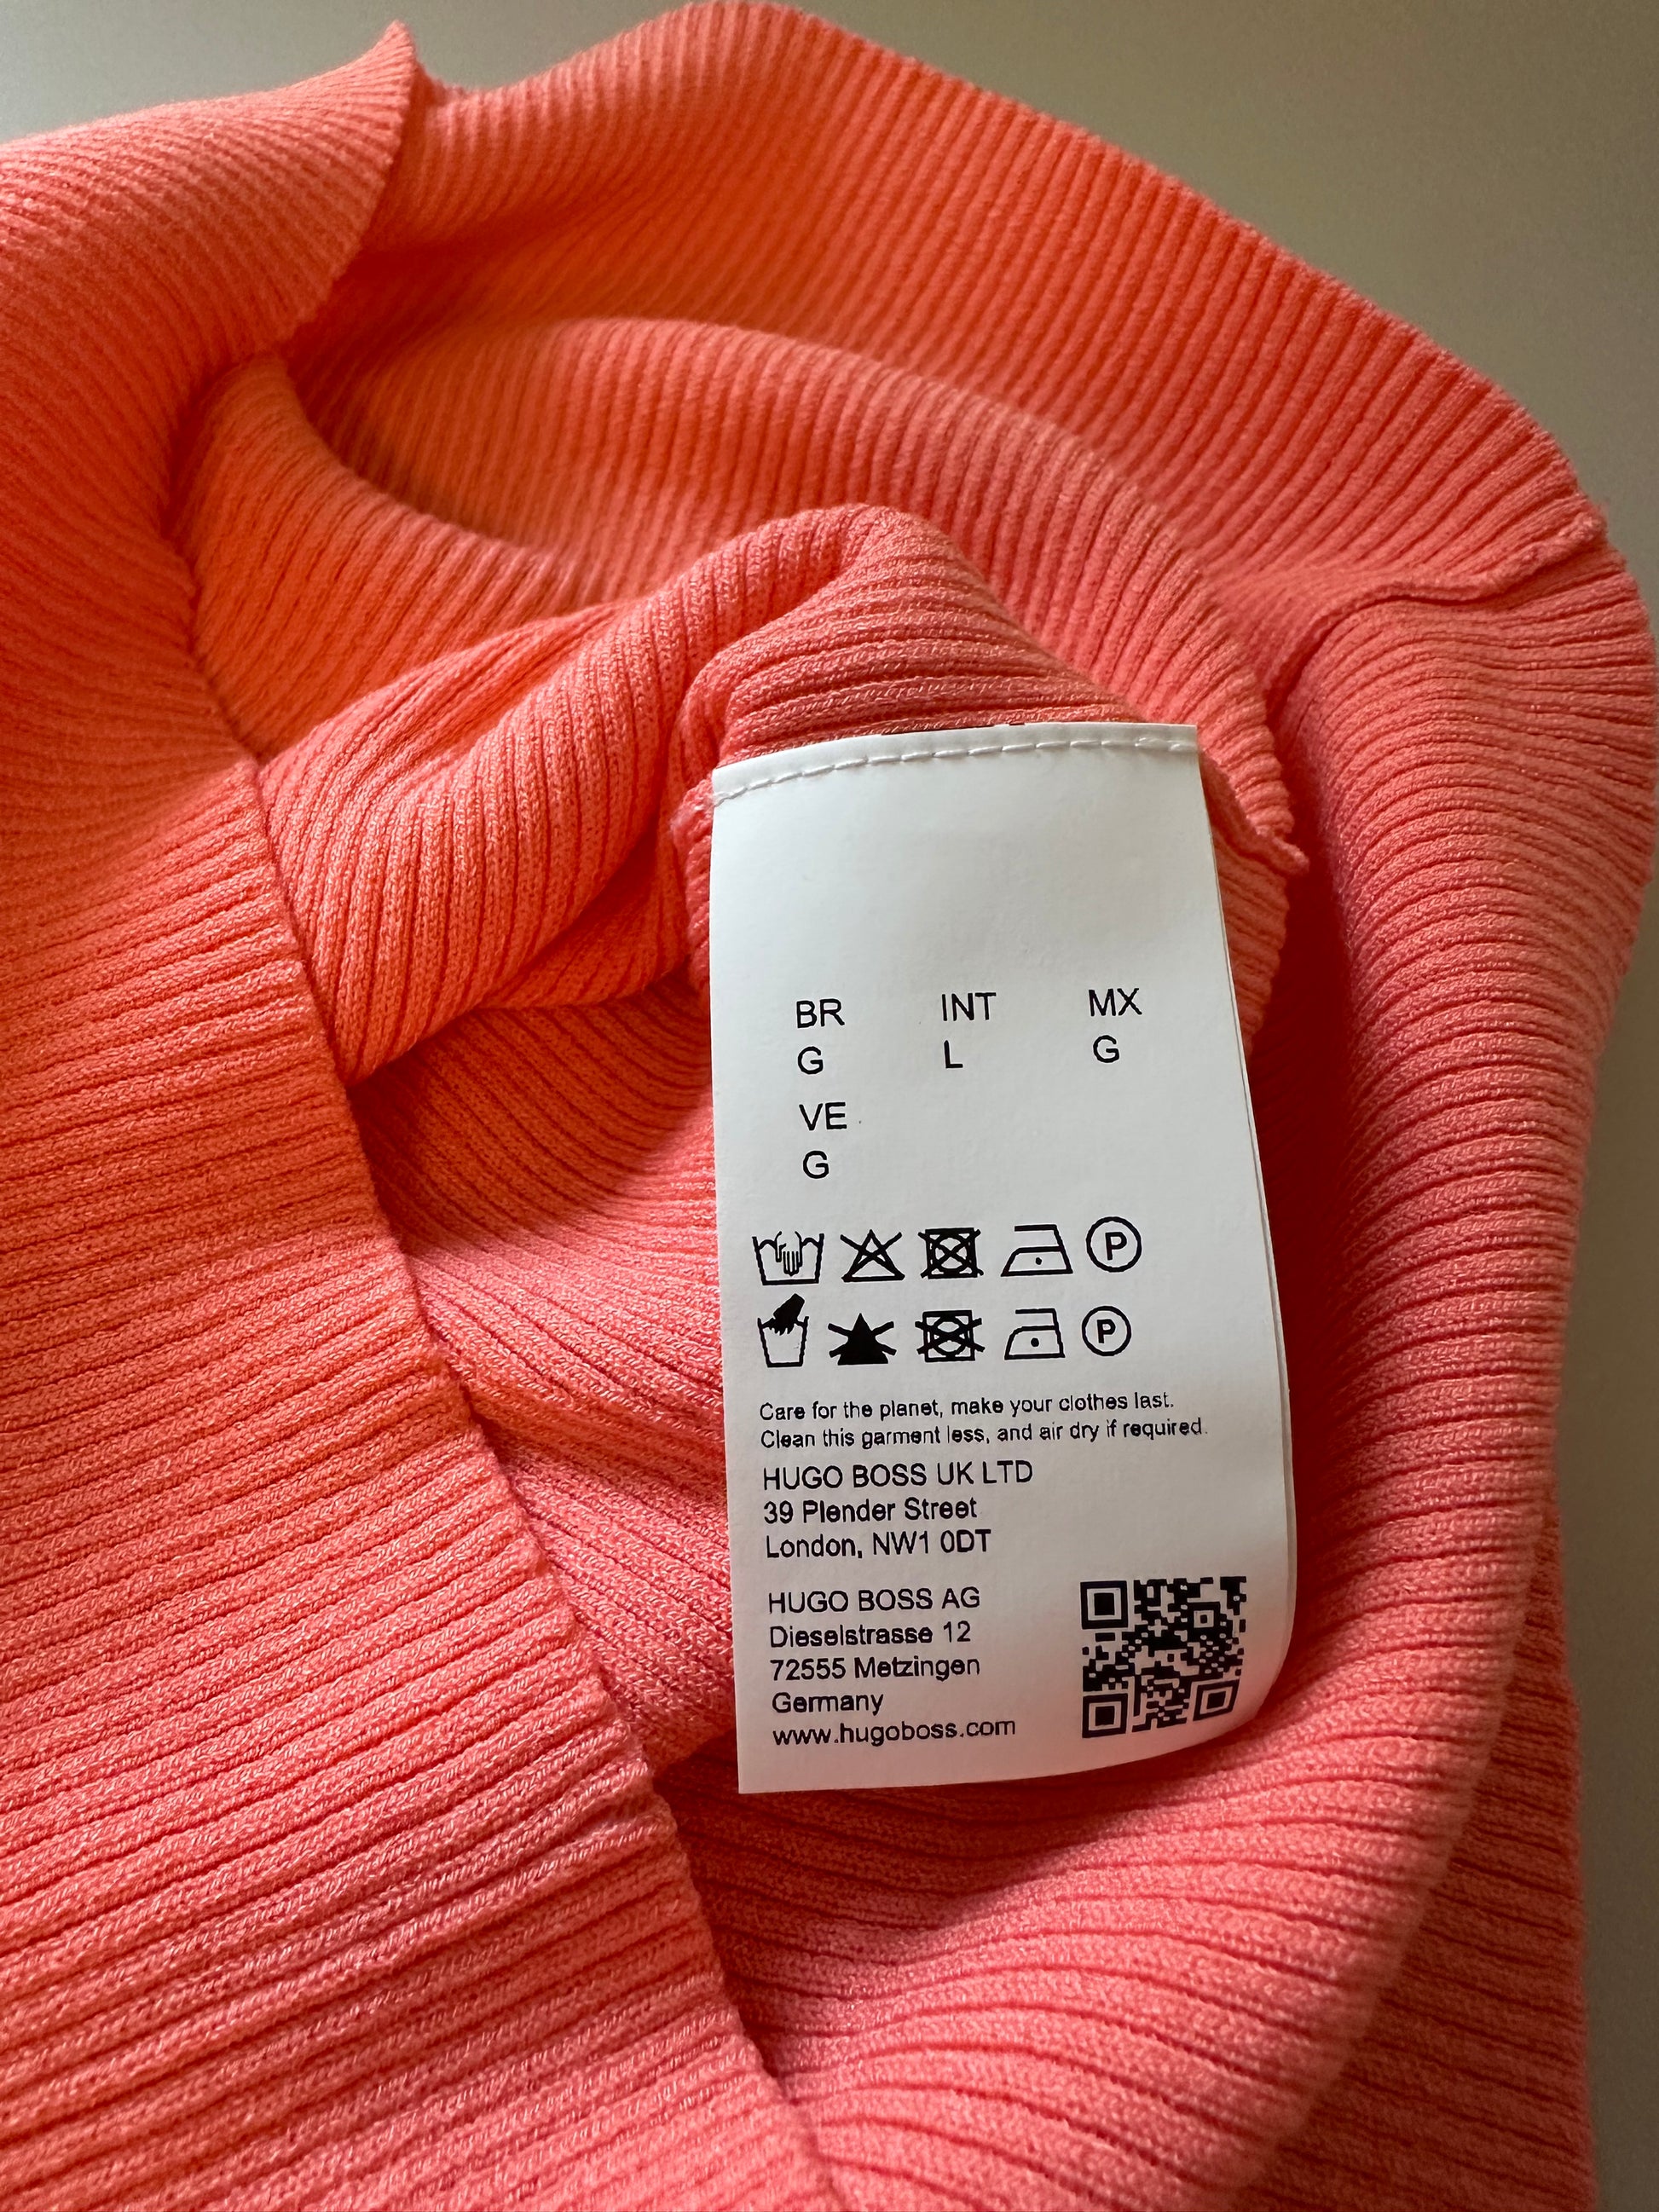 BR INT MX
G L G
VE
G
P
P
Care for the planet, make your clothes last.
Clean this garment less, and air dry if required.
HUGO BOSS UK LTD
39 Plender Street
London, NW1 0DT
HUGO BOSS AG
Dieselstrasse 12
72555 Metzingen
Germany
www.hugoboss.com